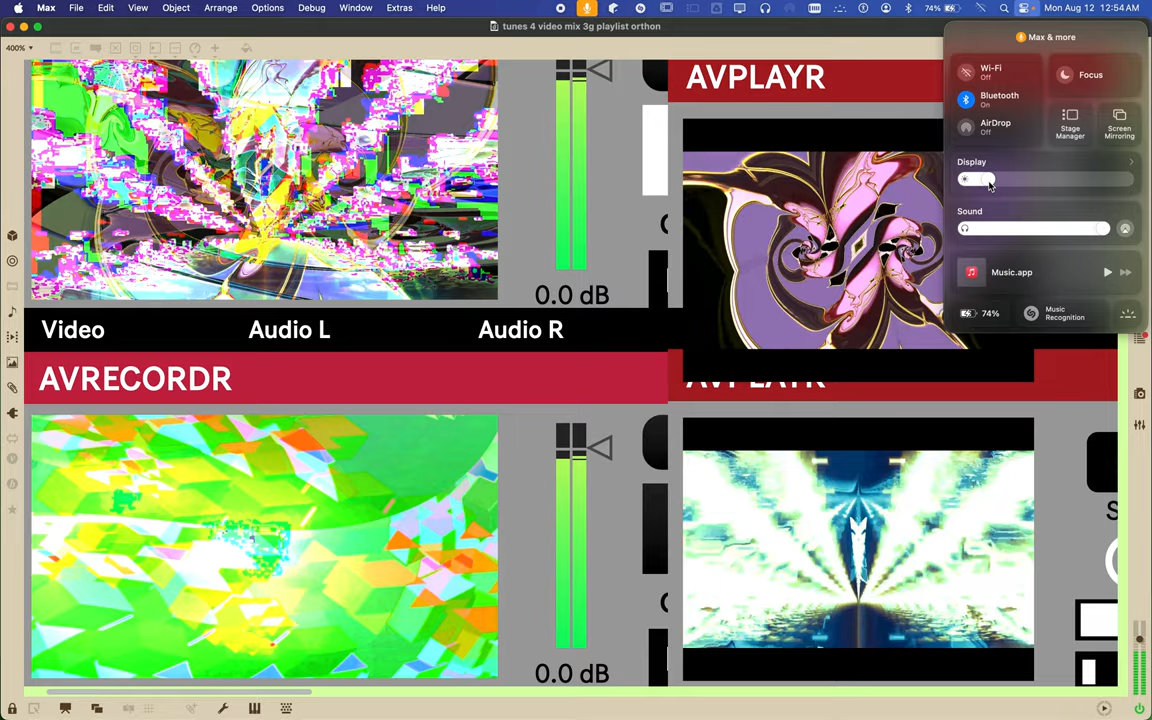 Max File Edit View Object Arrange Options Debug Window Extras Help 74% Mon Aug 12 12:54 AM
tunes 4 video mix 3g playlist orthon
400%
Max & more
Wi-Fi
Off
Focus
Bluetooth
On
AirDrop
Off
Stage
Manager
Screen
Mirroring
Display
Sound
Music.app
74%
Music
Recognition
AVPLAYR
0.0 dB
Video Audio L Audio R
AVRECORDR
AVPLAYR
0.0 dB